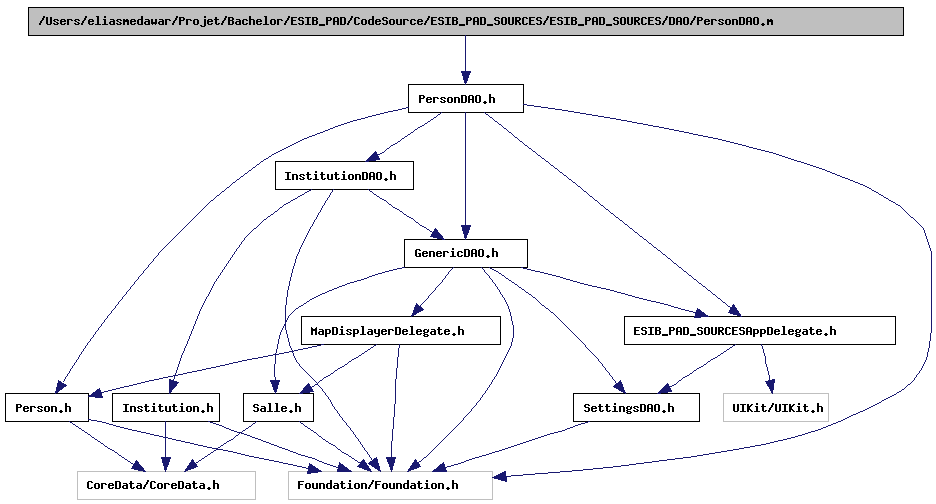 /Users/eliasmedawar/Projet/Bachelor/ESIB_PAD/CodeSource/ESIB_PAD_SOURCES/ESIB_PAD_SOURCES/DAO/PersonDAO.m
PersonDAO.h
InstitutionDAO.h
GenericDAO.h
MapDisplayerDelegate.h
ESIB_PAD_SOURCESAppDelegate.h
Person.h
Institution.h
Salle.h
SettingsDAO.h
UIKit/UIKit.h
CoreData/CoreData.h
Foundation/Foundation.h